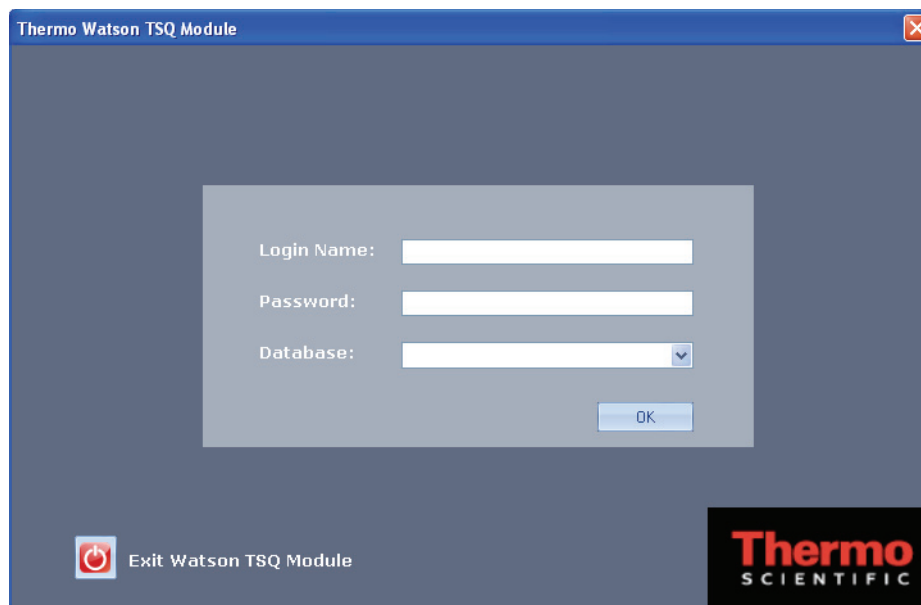 Thermo Watson TSQ Module
Login Name:
Password:
Database:
OK
Exit Watson TSQ Module
Thermo
SCIENTIFIC